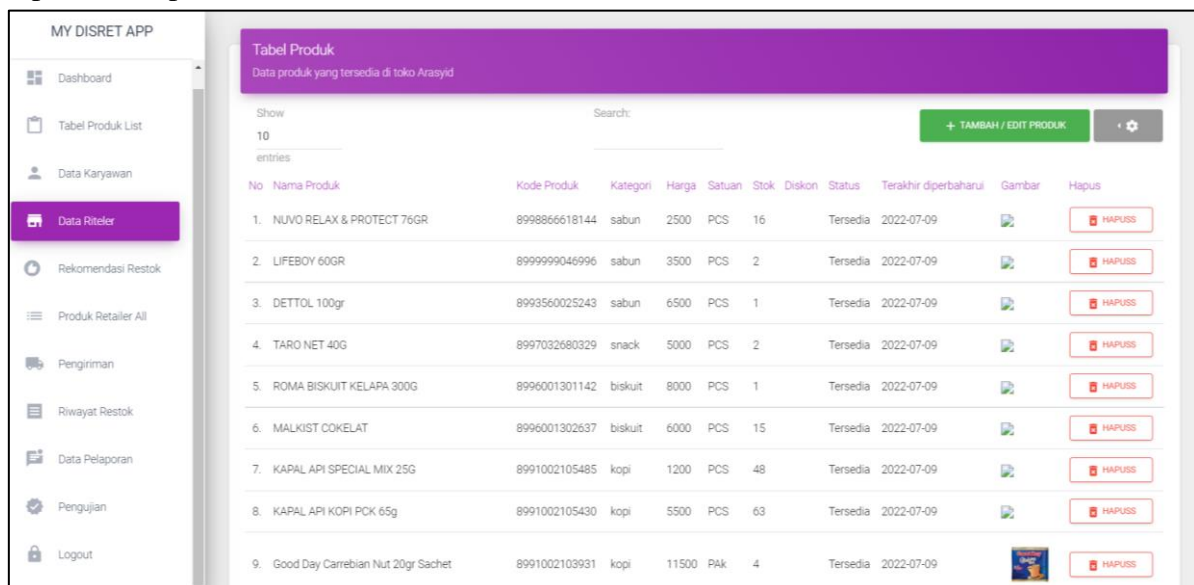 MY DISRET APP
Dashboard
Tabel Produk List
Data Karyawan
Data Riteler
Rekomendasi Restok
Produk Retailer All
Pengiriman
Riwayat Restok
Data Pelaporan
Pengujian
Logout
Tabel Produk
Data produk yang tersedia di toko Arasyid
Show
10
entries
Search:
+ TAMBAH / EDIT PRODUK
No Nama Produk Kode Produk Kategori Harga Satuan Stok Diskon Status Terakhir diperbaharui Gambar Hapus
1. NUVO RELAX & PROTECT 76GR 8998866618144 sabun 2500 PCS 16 Tersedia 2022-07-09 HAPUSS
2. LIFEBOY 60GR 8999999046996 sabun 3500 PCS 2 Tersedia 2022-07-09 HAPUSS
3. DETTOL 100gr 8993560025243 sabun 6500 PCS 1 Tersedia 2022-07-09 HAPUSS
4. TARO NET 40G 8997032680329 snack 5000 PCS 2 Tersedia 2022-07-09 HAPUSS
5. ROMA BISKUIT KELAPA 300G 8996001301142 biskuit 8000 PCS 1 Tersedia 2022-07-09 HAPUSS
6. MALKIST COKELAT 8996001302637 biskuit 6000 PCS 15 Tersedia 2022-07-09 HAPUSS
7. KAPAL API SPECIAL MIX 25G 8991002105485 kopi 1200 PCS 48 Tersedia 2022-07-09 HAPUSS
8. KAPAL API KOPI PCK 65g 8991002105430 kopi 5500 PCS 63 Tersedia 2022-07-09 HAPUSS
9. Good Day Carrebian Nut 20gr Sachet 8991002103931 kopi 11500 PAk 4 Tersedia 2022-07-09 HAPUSS